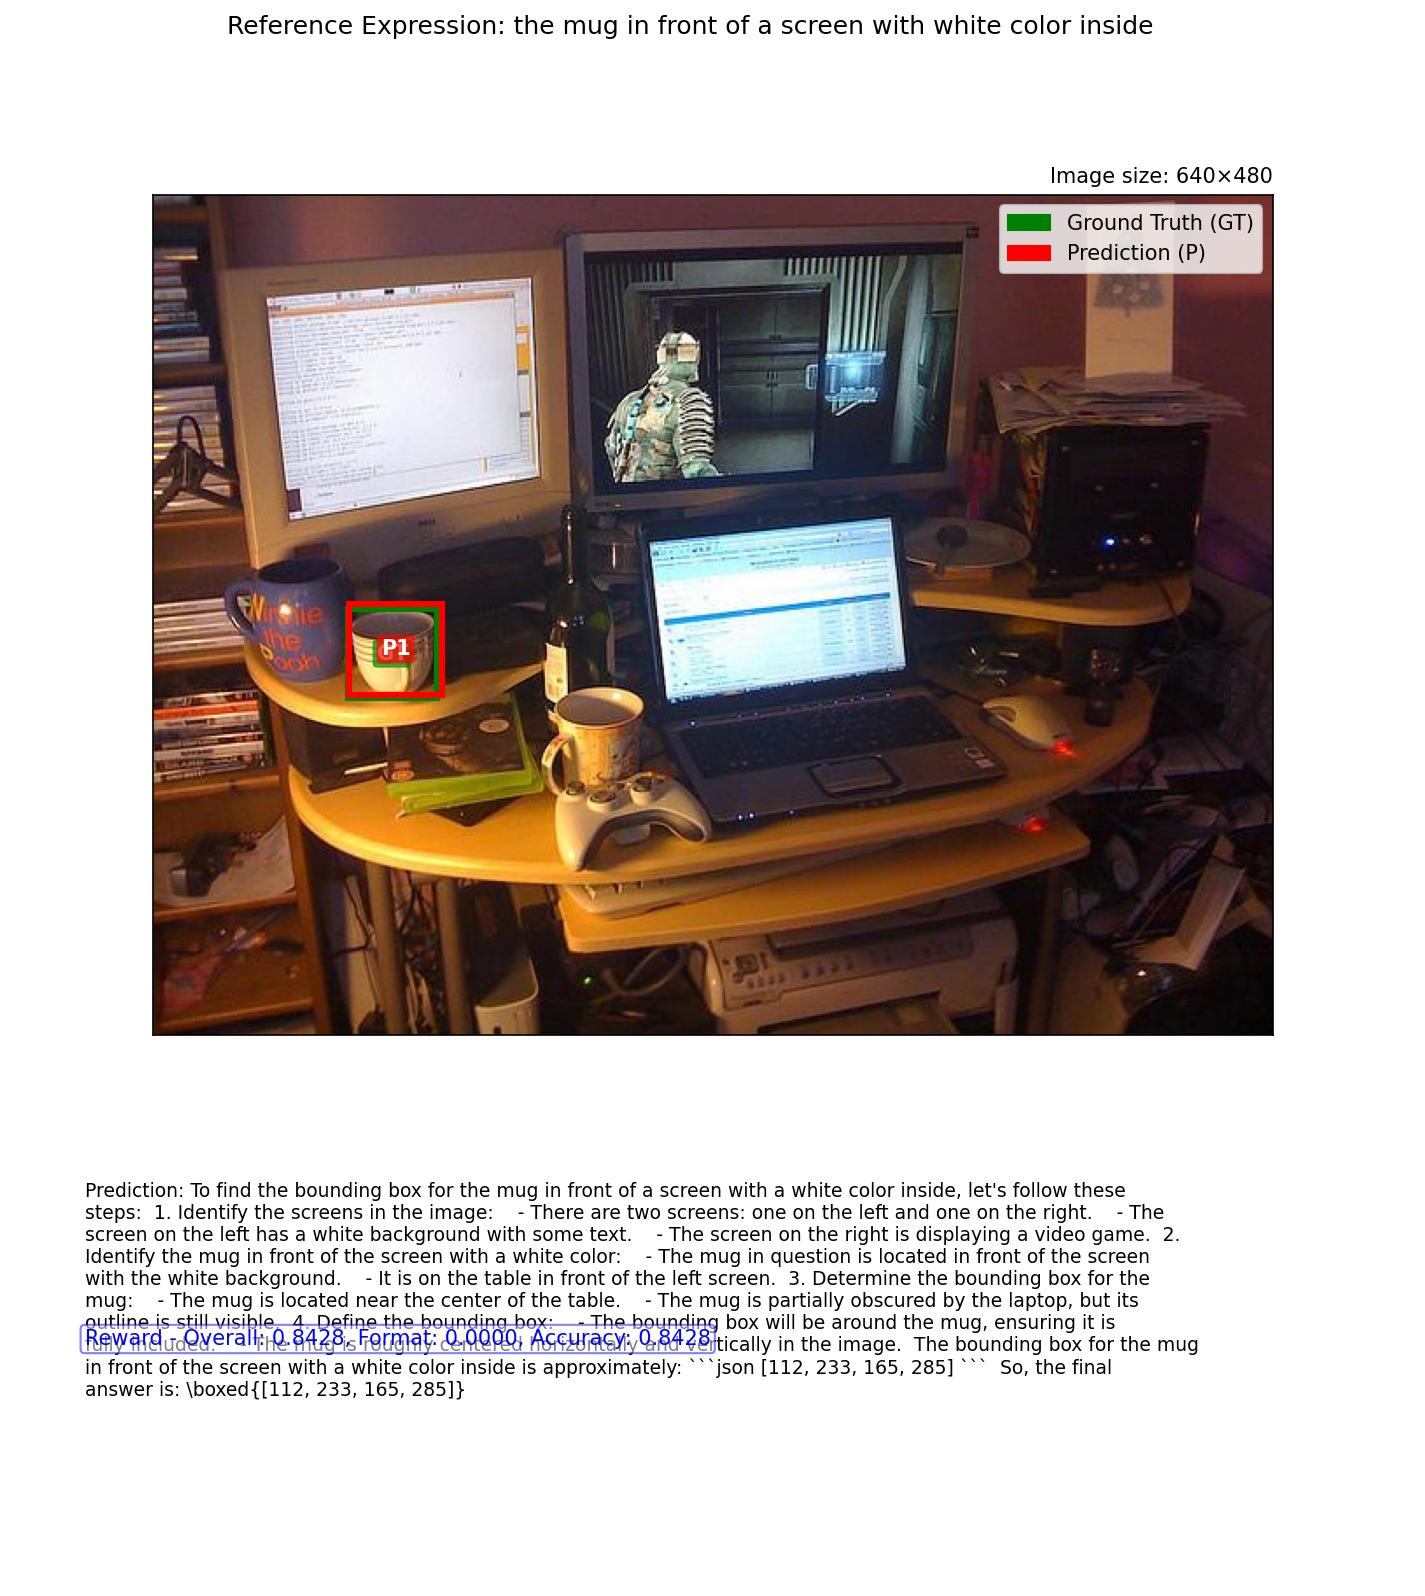 Reference Expression: the mug in front of a screen with white color inside
Image size: 640×480
Ground Truth (GT)
Prediction (P)
Winnie
the
Pooh
P1
Prediction: To find the bounding box for the mug in front of a screen with a white color inside, let's follow these
steps:  1. Identify the screens in the image:    - There are two screens: one on the left and one on the right.    - The
screen on the left has a white background with some text.    - The screen on the right is displaying a video game.  2.
Identify the mug in front of the screen with a white color:    - The mug in question is located in front of the screen
with the white background.    - It is on the table in front of the left screen.  3. Determine the bounding box for the
mug:    - The mug is located near the center of the table.    - The mug is partially obscured by the laptop, but its
outline is still visible.  4. Define the bounding box:    - The bounding box will be around the mug, ensuring it is
Reward - Overall: 0.8428, Format: 0.0000, Accuracy: 0.8428
fully included.    - The mug is roughly centered horizontally and vertically in the image.  The bounding box for the mug
in front of the screen with a white color inside is approximately: ```json [112, 233, 165, 285] ```  So, the final
answer is: \boxed{[112, 233, 165, 285]}